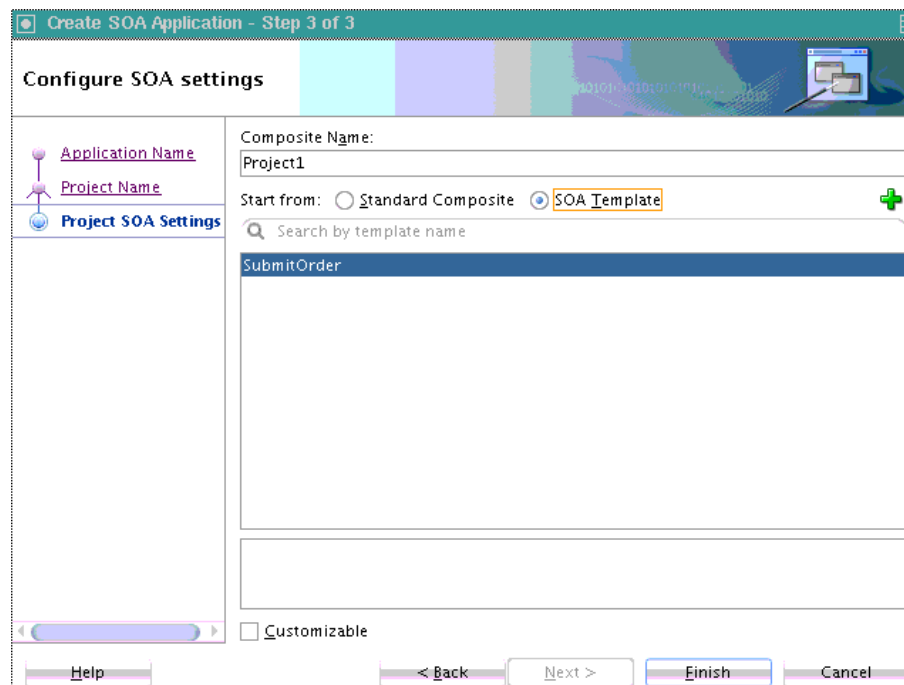 Create SOA Application - Step 3 of 3
Configure SOA settings
Application Name
Project Name
Project SOA Settings
Composite Name:
Project1
Start from: Standard Composite SOA Template
Search by template name
SubmitOrder
Customizable
Help < Back Next > Finish Cancel